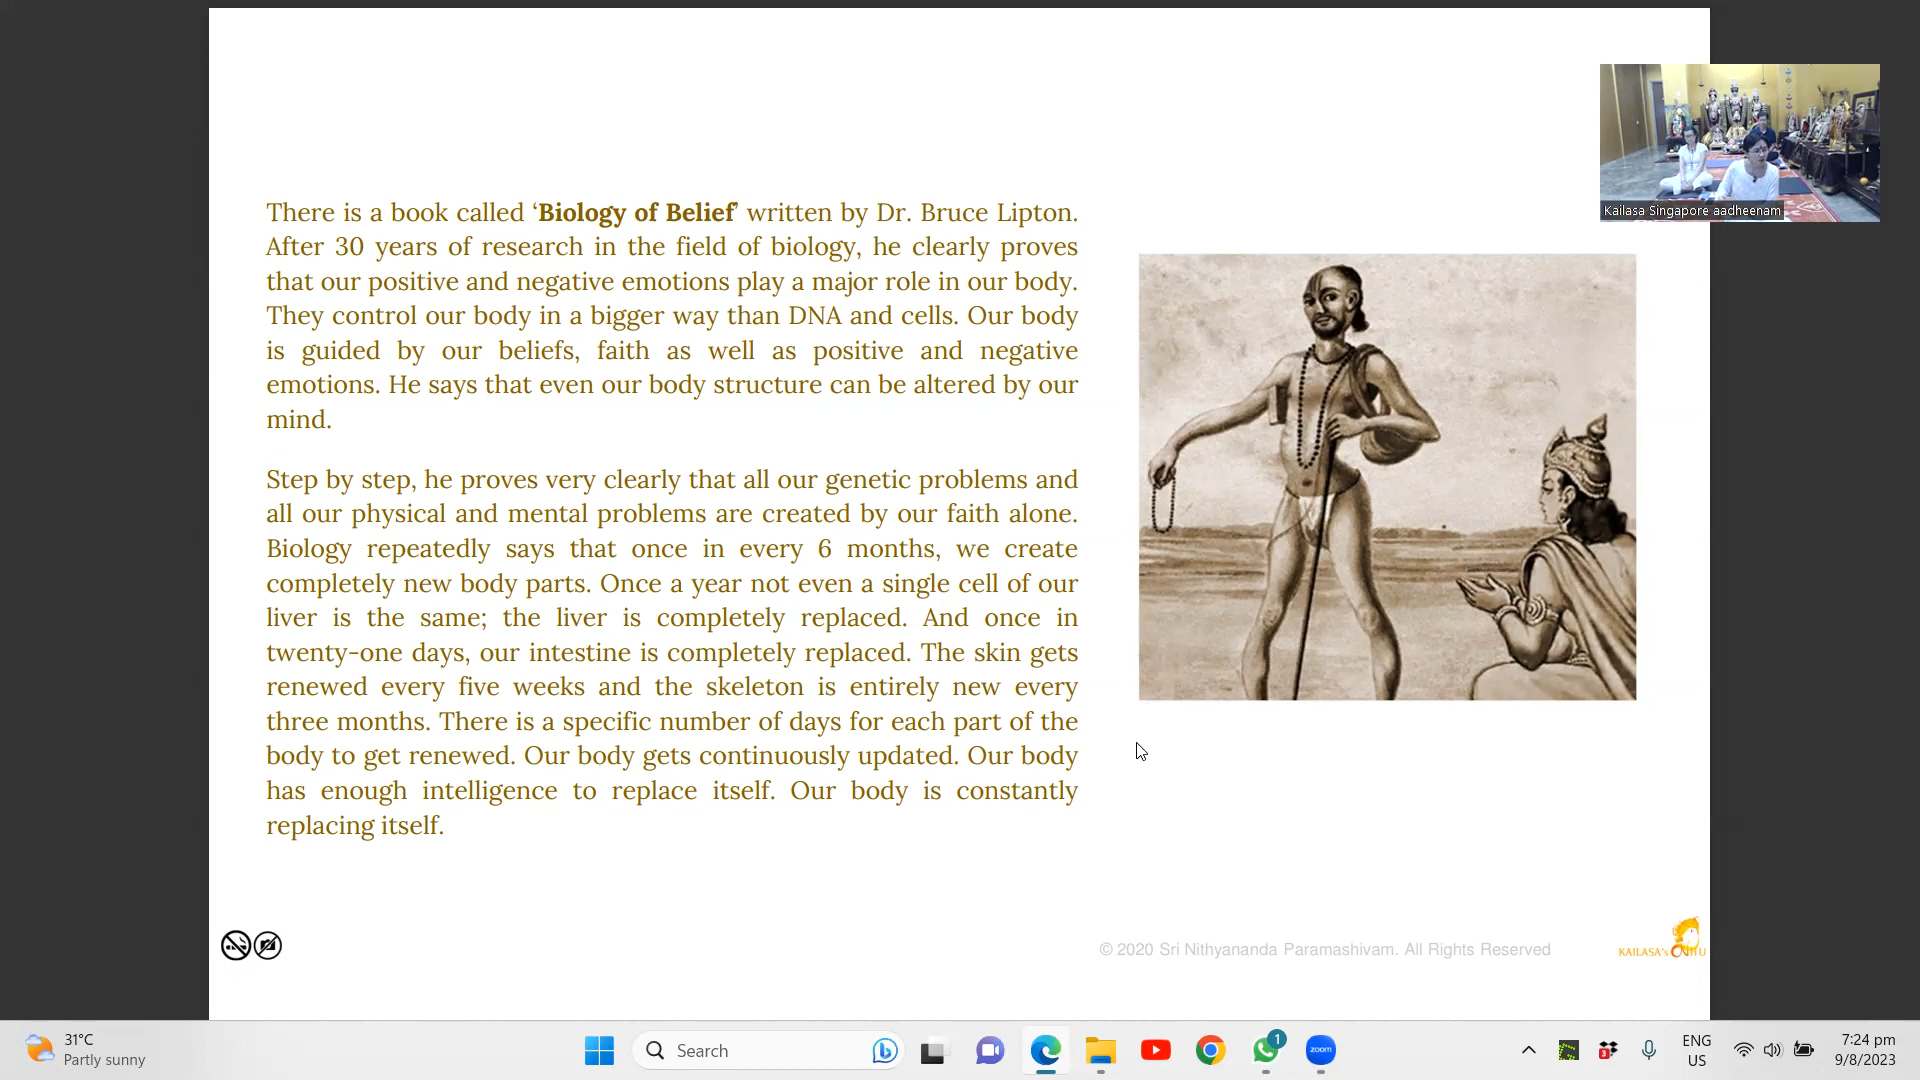 There is a book called ‘Biology of Belief’ written by Dr. Bruce Lipton.
After 30 years of research in the field of biology, he clearly proves
that our positive and negative emotions play a major role in our body.
They control our body in a bigger way than DNA and cells. Our body
is guided by our beliefs, faith as well as positive and negative
emotions. He says that even our body structure can be altered by our
mind.
Step by step, he proves very clearly that all our genetic problems and
all our physical and mental problems are created by our faith alone.
Biology repeatedly says that once in every 6 months, we create
completely new body parts. Once a year not even a single cell of our
liver is the same; the liver is completely replaced. And once in
twenty-one days, our intestine is completely replaced. The skin gets
renewed every five weeks and the skeleton is entirely new every
three months. There is a specific number of days for each part of the
body to get renewed. Our body gets continuously updated. Our body
has enough intelligence to replace itself. Our body is constantly
replacing itself.
Kailasa Singapore aadheenam
© 2020 Sri Nithyananda Paramashivam. All Rights Reserved
KAILASA's
31°C
Partly sunny
Search
1
zoom
3
ENG
US
7:24 pm
9/8/2023